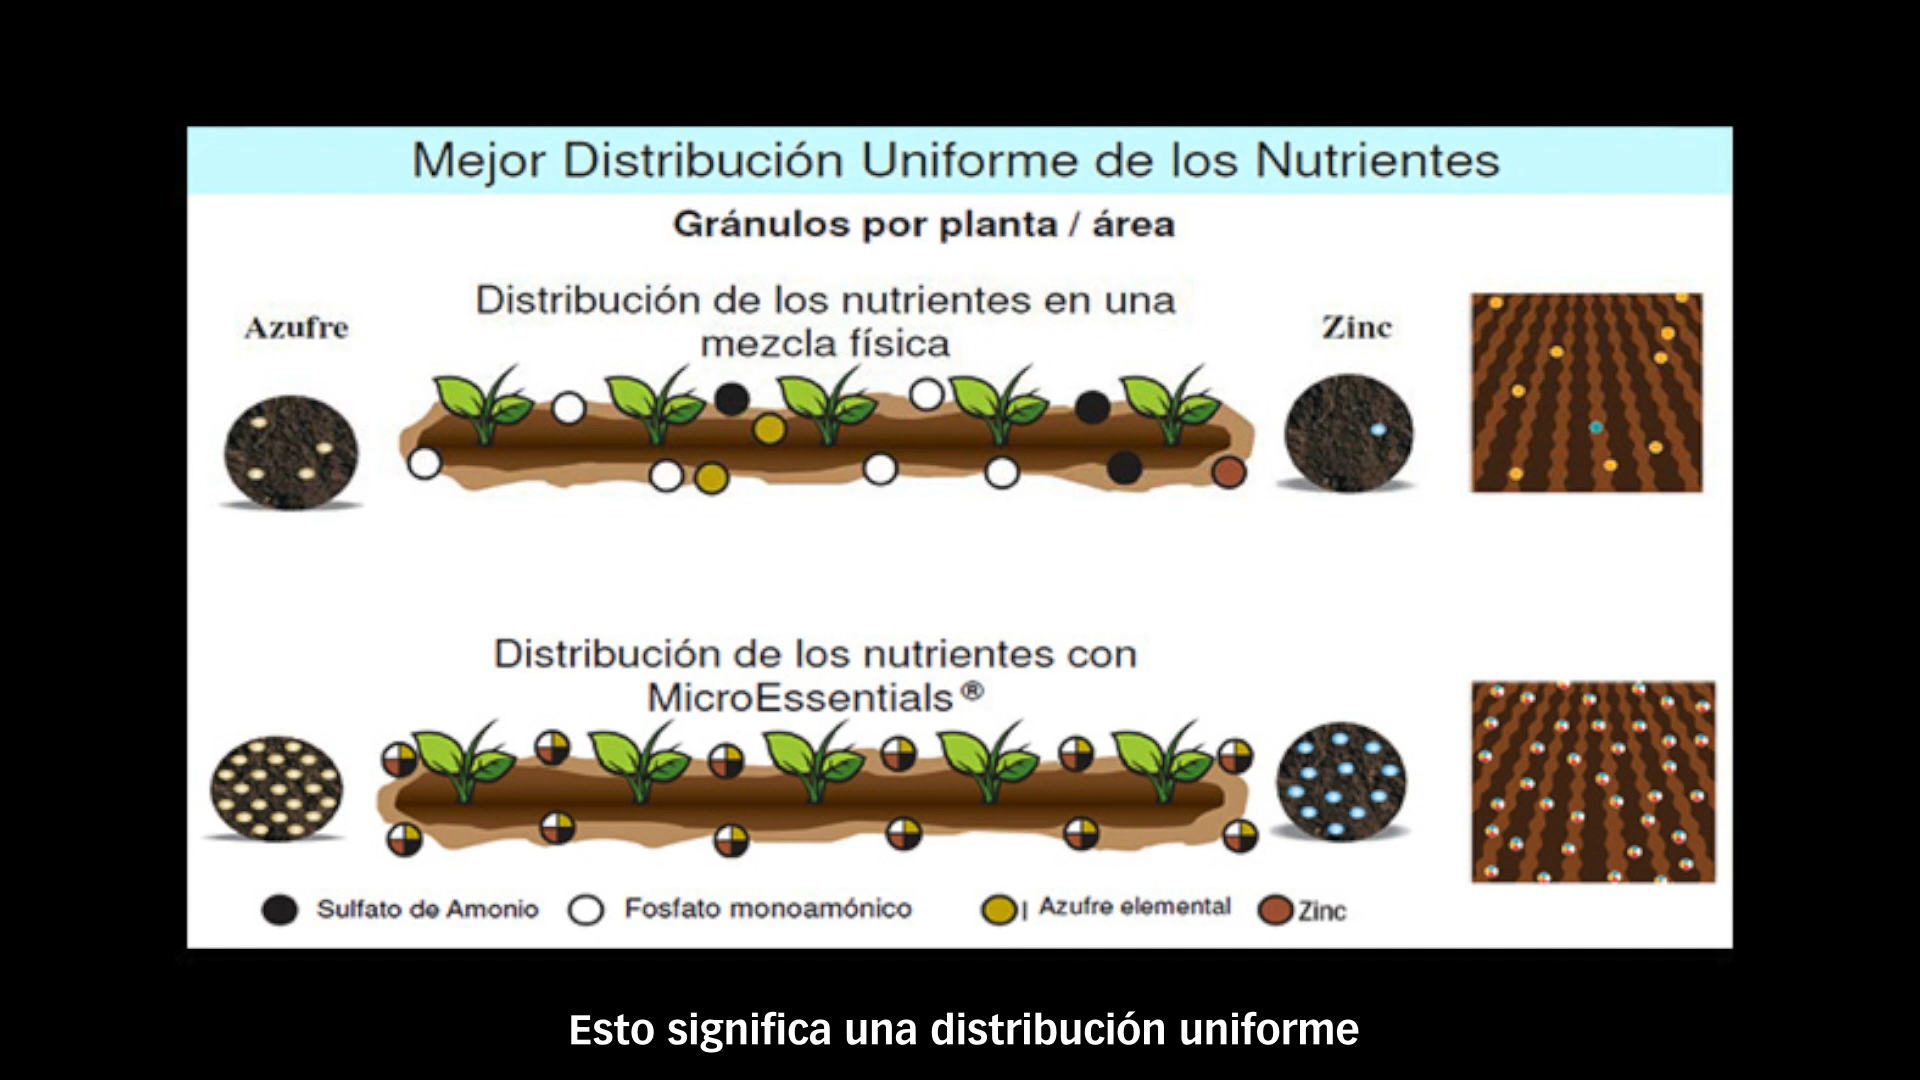 Mejor Distribución Uniforme de los Nutrientes
Gránulos por planta / área
Distribución de los nutrientes en una
mezcla física
Azufre
Zinc
Distribución de los nutrientes con
MicroEssentials®
Sulfato de Amonio
Fosfato monoamónico
Azufre elemental
Zinc
Esto significa una distribución uniforme